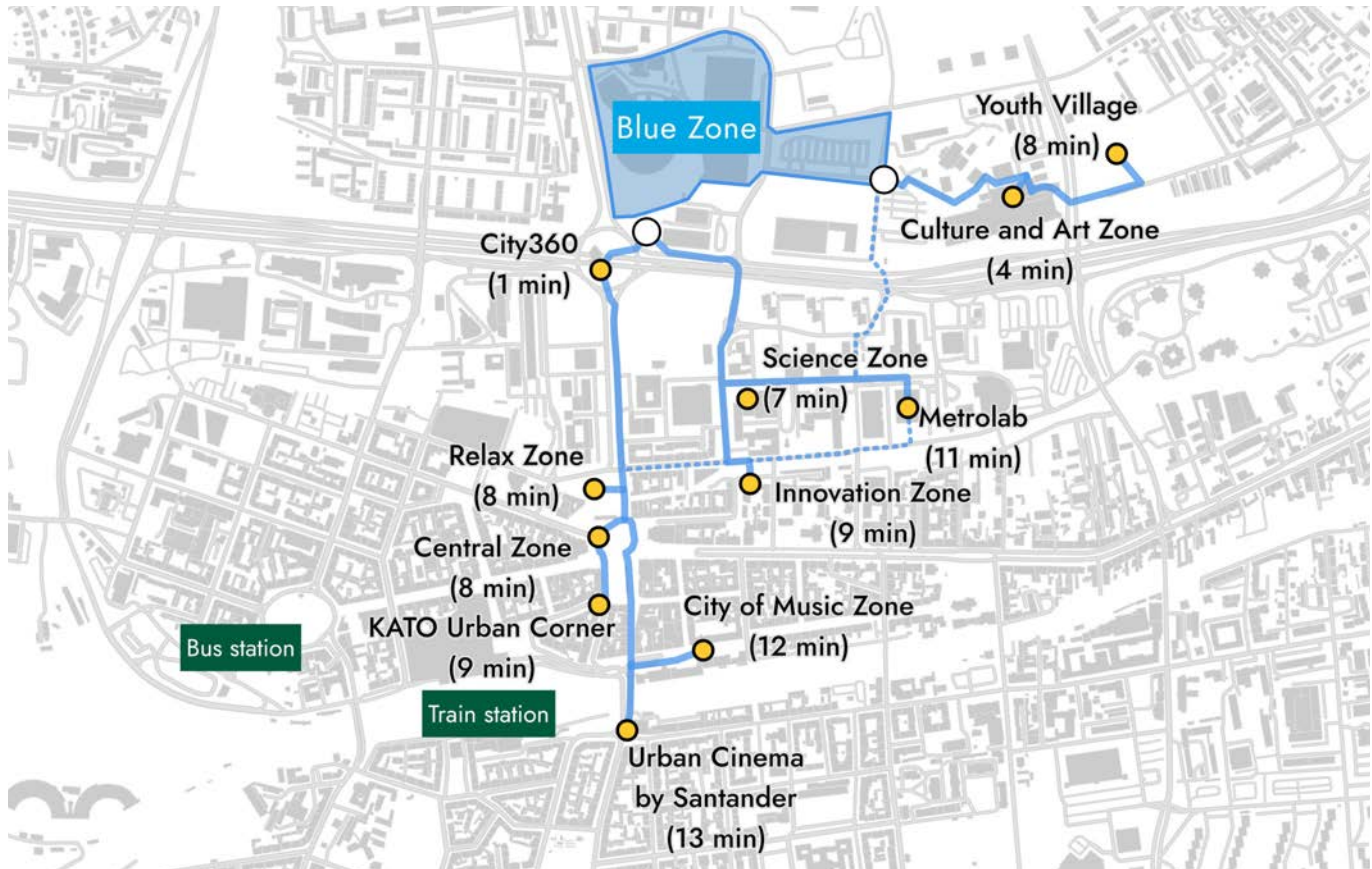 Blue Zone
Youth Village
(8 min)
Culture and Art Zone
(4 min)
City360
(1 min)
Science Zone
(7 min)
Metrolab
(11 min)
Relax Zone
(8 min)
Innovation Zone
(9 min)
Central Zone
(8 min)
City of Music Zone
(12 min)
KATO Urban Corner
(9 min)
Bus station
Train station
Urban Cinema
by Santander
(13 min)